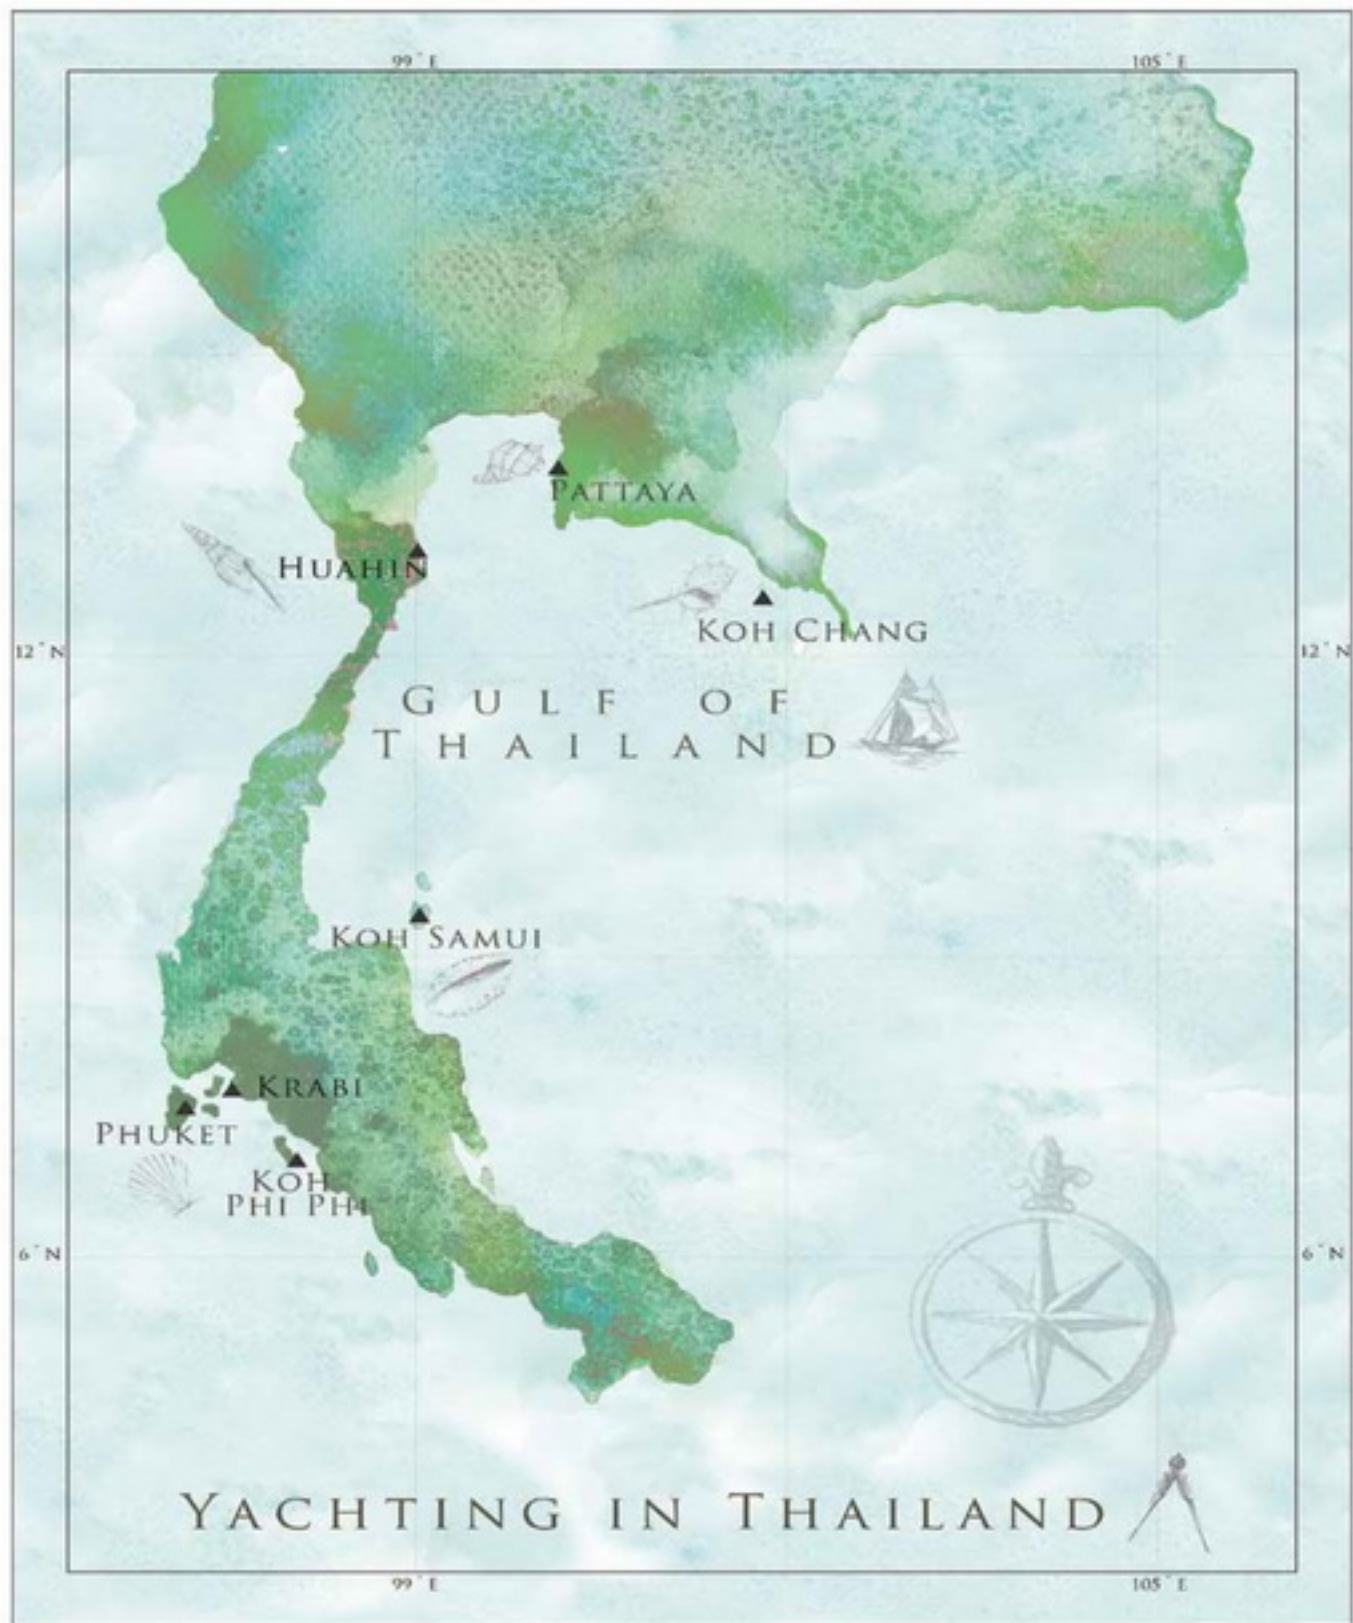 99° E
105° E
PATTAYA
HUAHIN
KOH CHANG
12° N
12° N
GULF OF
THAILAND
KOH SAMUI
KRABI
PHUKET
KOH
PHI PHI
6° N
6° N
YACHTING IN THAILAND
99° E
105° E